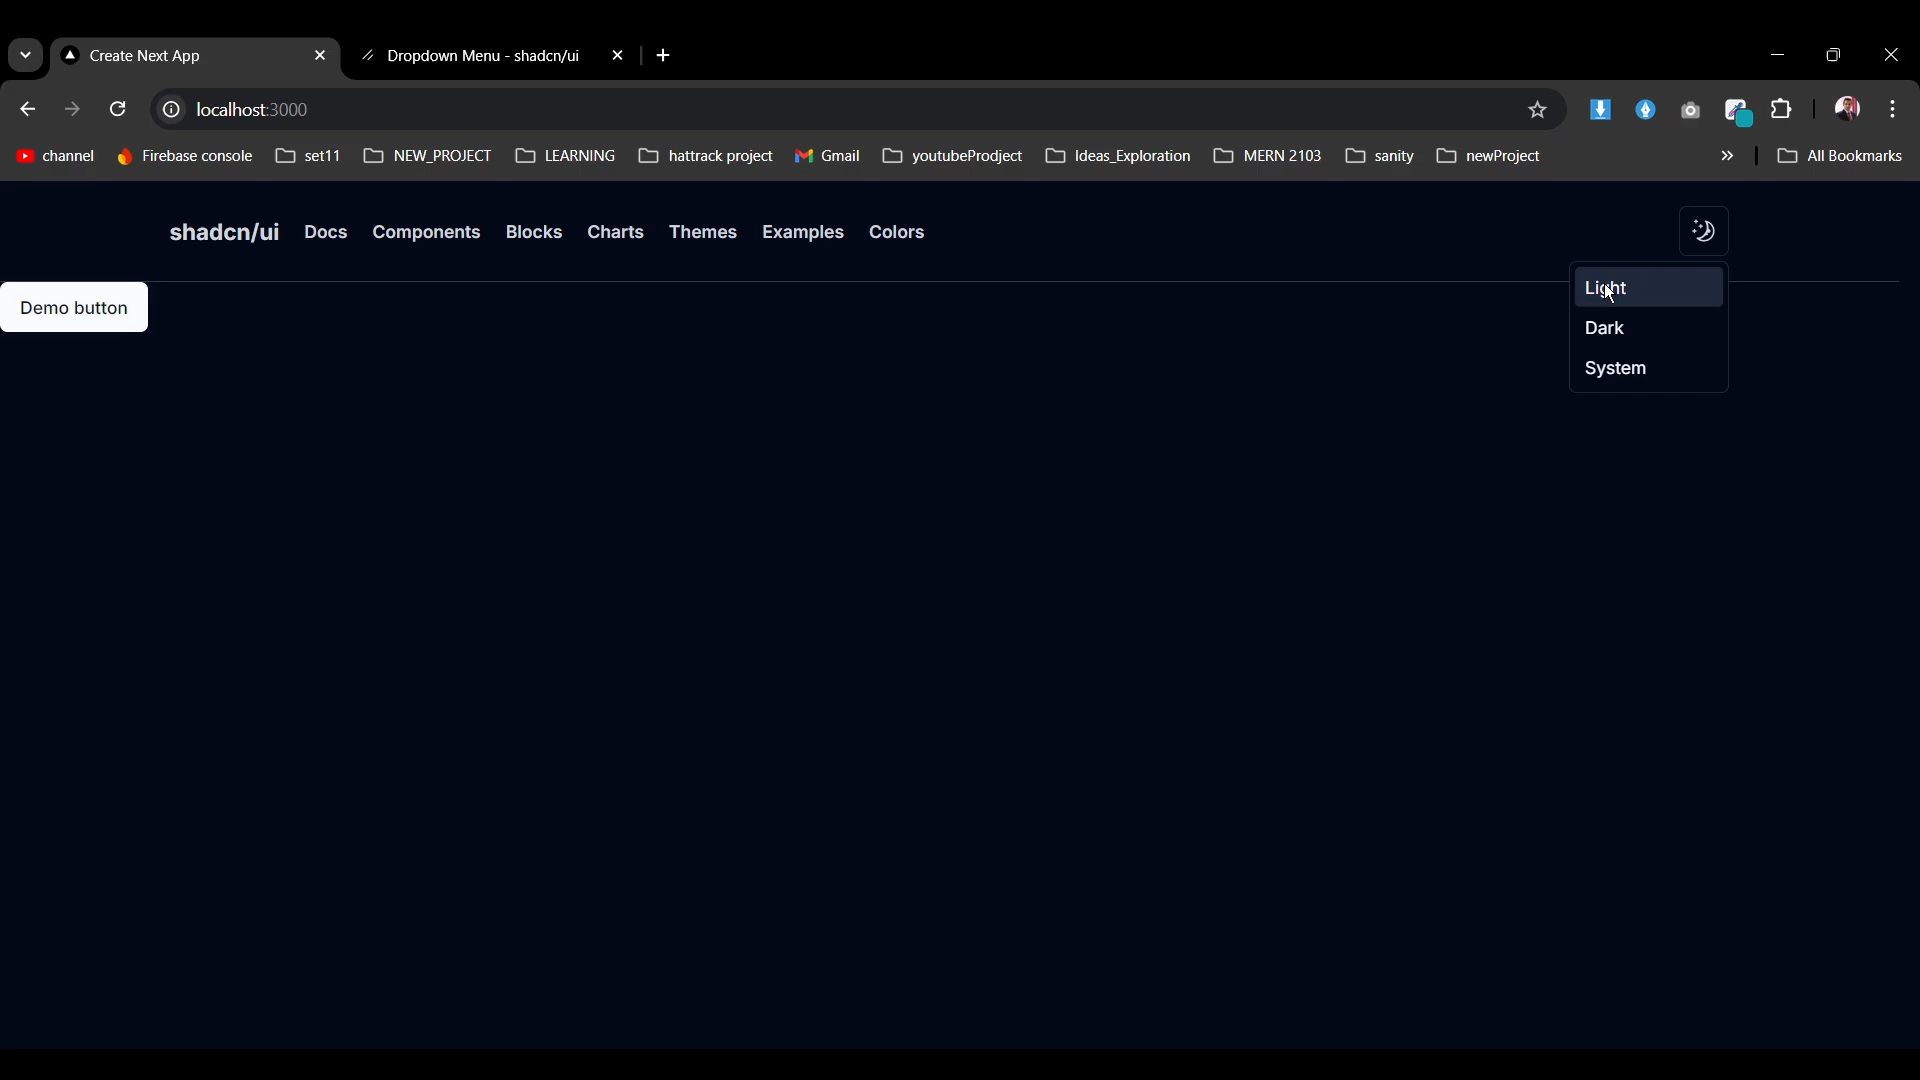 Create Next App
Dropdown Menu - shadcn/ui
localhost:3000
channel
Firebase console
set11
NEW_PROJECT
LEARNING
hattrack project
Gmail
youtubeProdject
Ideas_Exploration
MERN 2103
sanity
newProject
All Bookmarks
shadcn/ui Docs Components Blocks Charts Themes Examples Colors
Demo button
Light
Dark
System